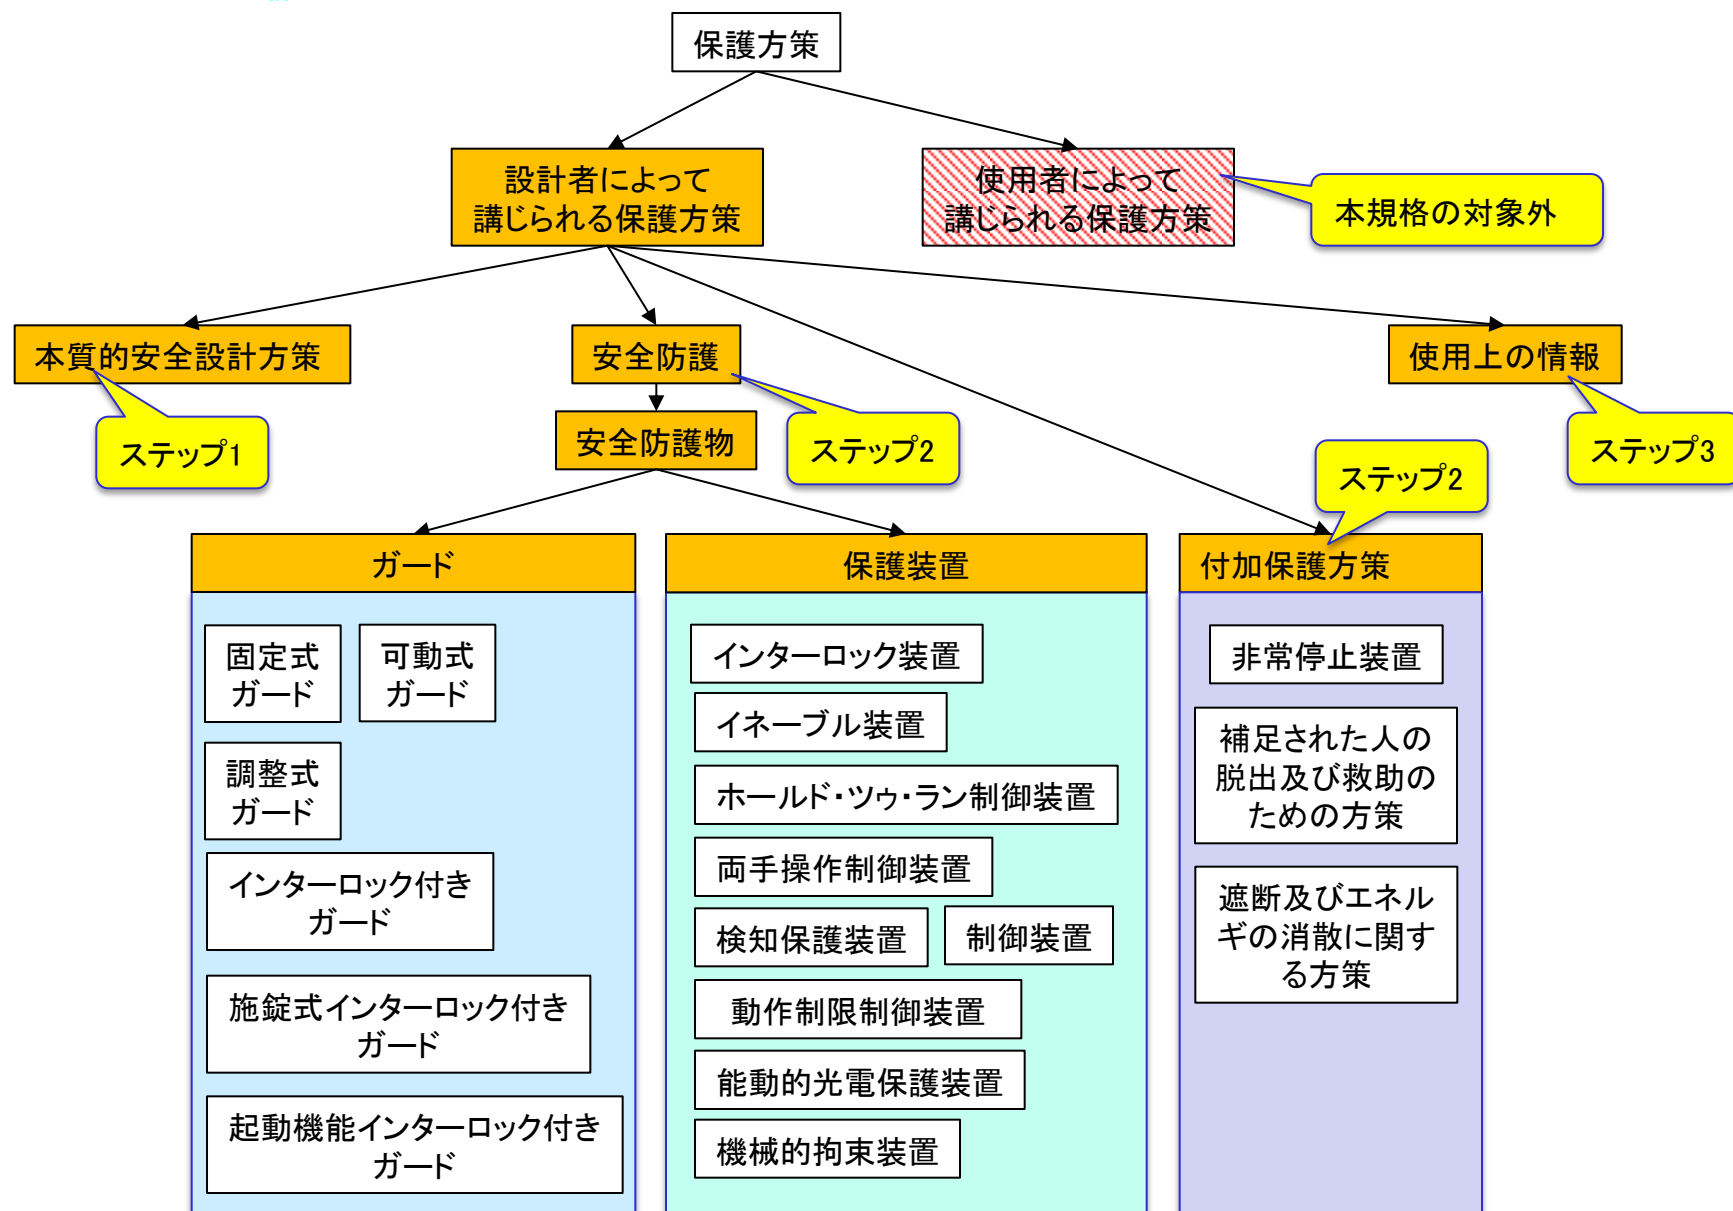 保護方策
設計者によって
講じられる保護方策
使用者によって
講じられる保護方策
本規格の対象外
本質的安全設計方策
安全防護
使用上の情報
ステップ1
安全防護物
ステップ2
ステップ3
ステップ2
ガード
保護装置
付加保護方策
固定式
ガード
可動式
ガード
調整式
ガード
インターロック付き
ガード
施錠式インターロック付き
ガード
起動機能インターロック付き
ガード
インターロック装置
イネーブル装置
ホールド・ツゥ・ラン制御装置
両手操作制御装置
検知保護装置
制御装置
動作制限制御装置
能動的光電保護装置
機械的拘束装置
非常停止装置
補足された人の
脱出及び救助の
ための方策
遮断及びエネル
ギの消散に関す
る方策